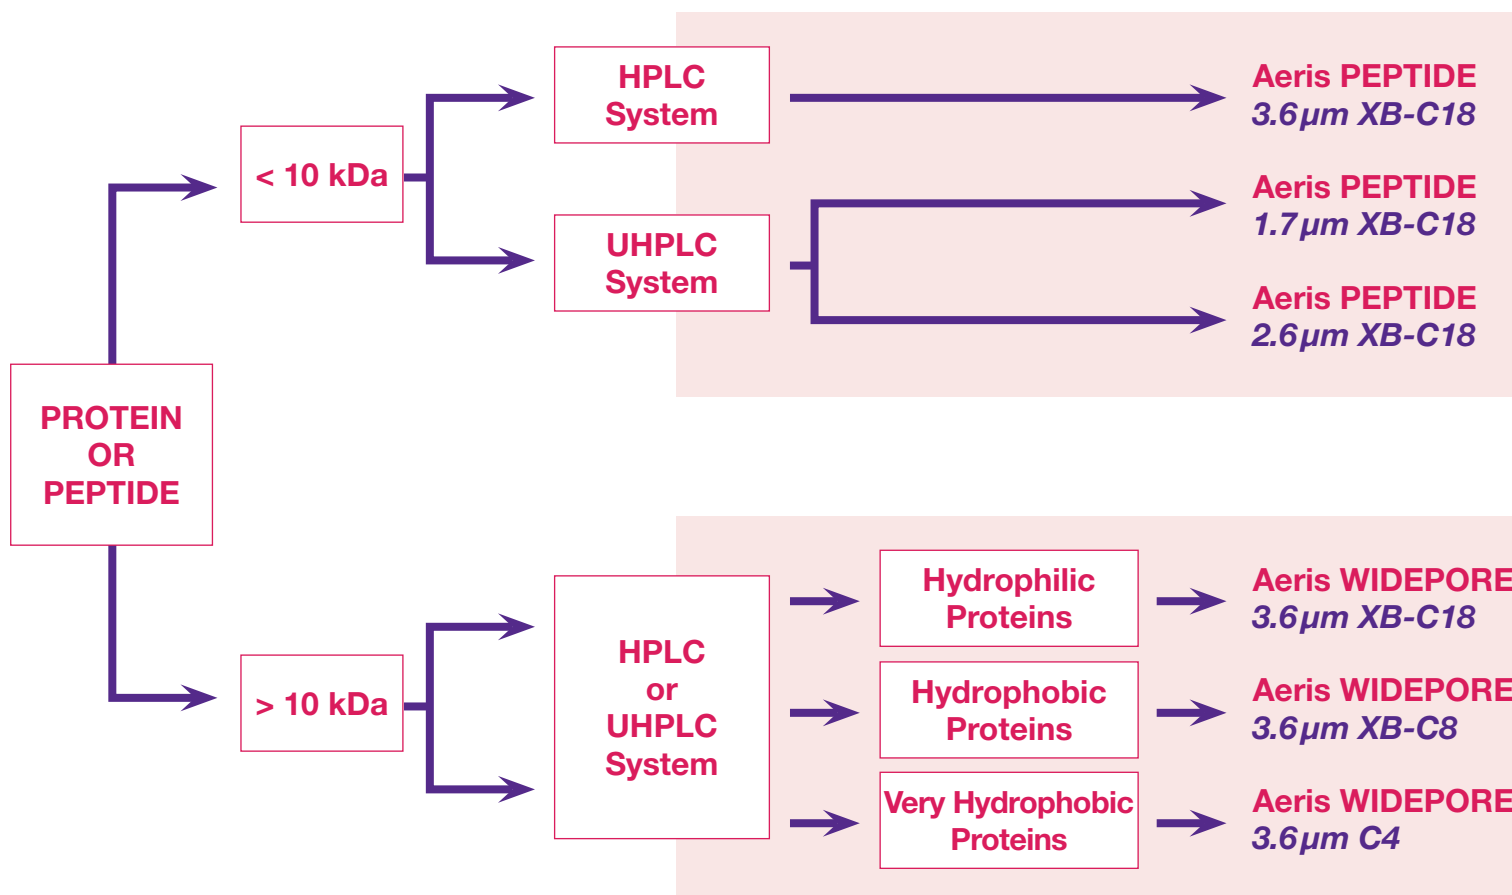 HPLC
System
Aeris PEPTIDE
3.6µm XB-C18
< 10 kDa
UHPLC
System
Aeris PEPTIDE
1.7µm XB-C18
Aeris PEPTIDE
2.6µm XB-C18
PROTEIN
OR
PEPTIDE
> 10 kDa
HPLC
or
UHPLC
System
Hydrophilic
Proteins
Aeris WIDEPORE
3.6µm XB-C18
Hydrophobic
Proteins
Aeris WIDEPORE
3.6µm XB-C8
Very Hydrophobic
Proteins
Aeris WIDEPORE
3.6µm C4